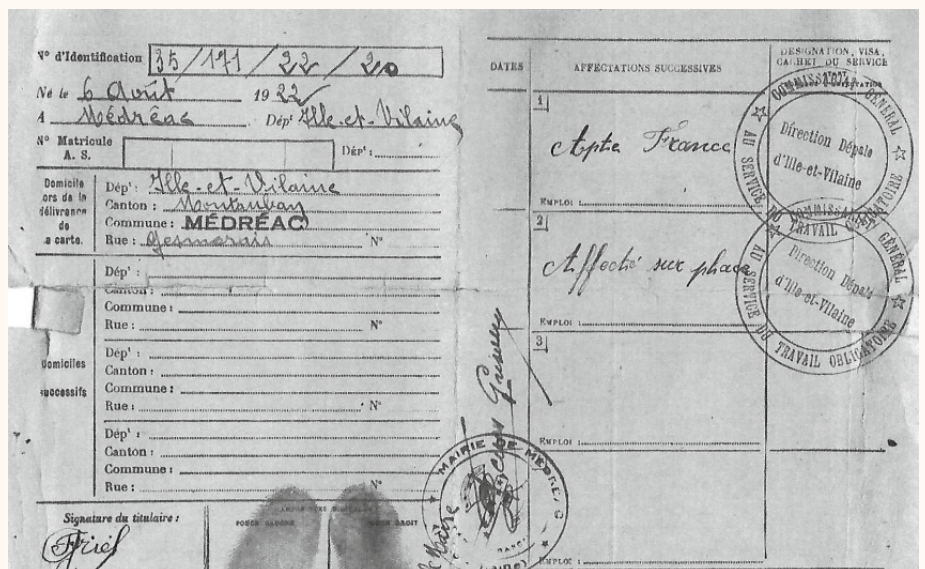 N° d'Identification 35/171/22/20
Né le 6 Août 1922
A Médréac Dépt Ille-et-Vilaine
N° Matricule
A. S. Dépt :
Domicile
ors de la
délivrance
de
a carte.
Dépt : Ille-et-Vilaine
Canton : Montauban
Commune : MÉDRÉAC
Rue : N°
Dépt :
Canton :
Commune :
Rue : N°
omiciles
uccessifs
Dépt :
Canton :
Commune :
Rue : N°
Dépt :
Canton :
Commune :
Rue : N°
Signature du titulaire :
POUCE GAUCHE
POUCE DROIT
MAIRIE DE MÉDRÉAC
Maire
DATES
AFFECTATIONS SUCCESSIVES
DÉSIGNATION, VISA,
CACHET DU SERVICE
1
Apte France
EMPLOI :
2
Affecté sur place
EMPLOI :
3
EMPLOI :
EMPLOI :
COMMISSARIAT GÉNÉRAL
AU SERVICE DU TRAVAIL OBLIGATOIRE
Direction Dépale
d'Ille-et-Vilaine
COMMISSARIAT GÉNÉRAL
AU SERVICE DU TRAVAIL OBLIGATOIRE
Direction Dépale
d'Ille-et-Vilaine